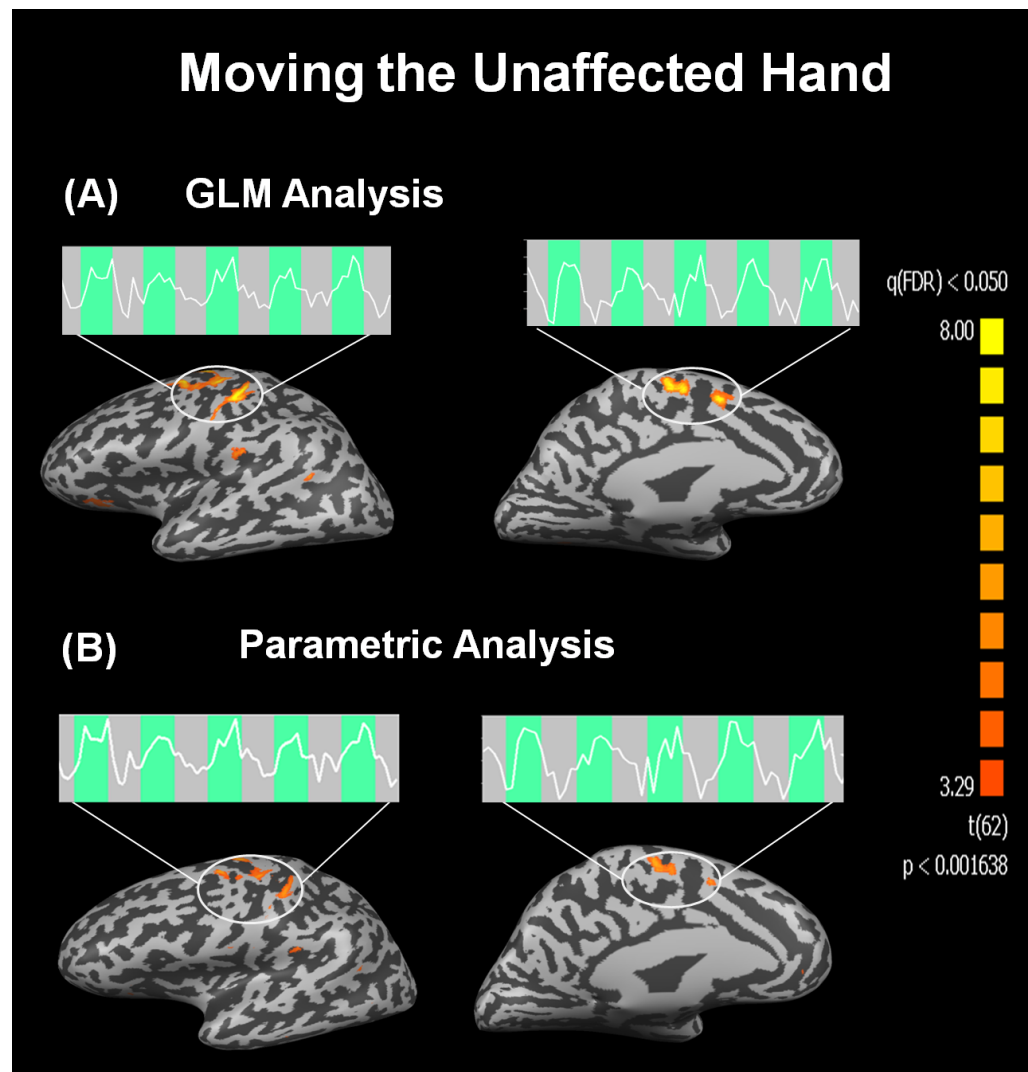 Moving the Unaffected Hand
(A) GLM Analysis
q(FDR) < 0.050
8.00
(B) Parametric Analysis
3.29
t(62)
p < 0.001638